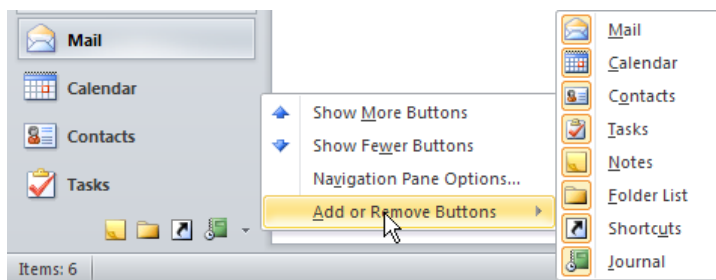 Mail
Calendar
Contacts
Tasks
Items: 6
Show More Buttons
Show Fewer Buttons
Navigation Pane Options...
Add or Remove Buttons
Mail
Calendar
Contacts
Tasks
Notes
Folder List
Shortcuts
Journal